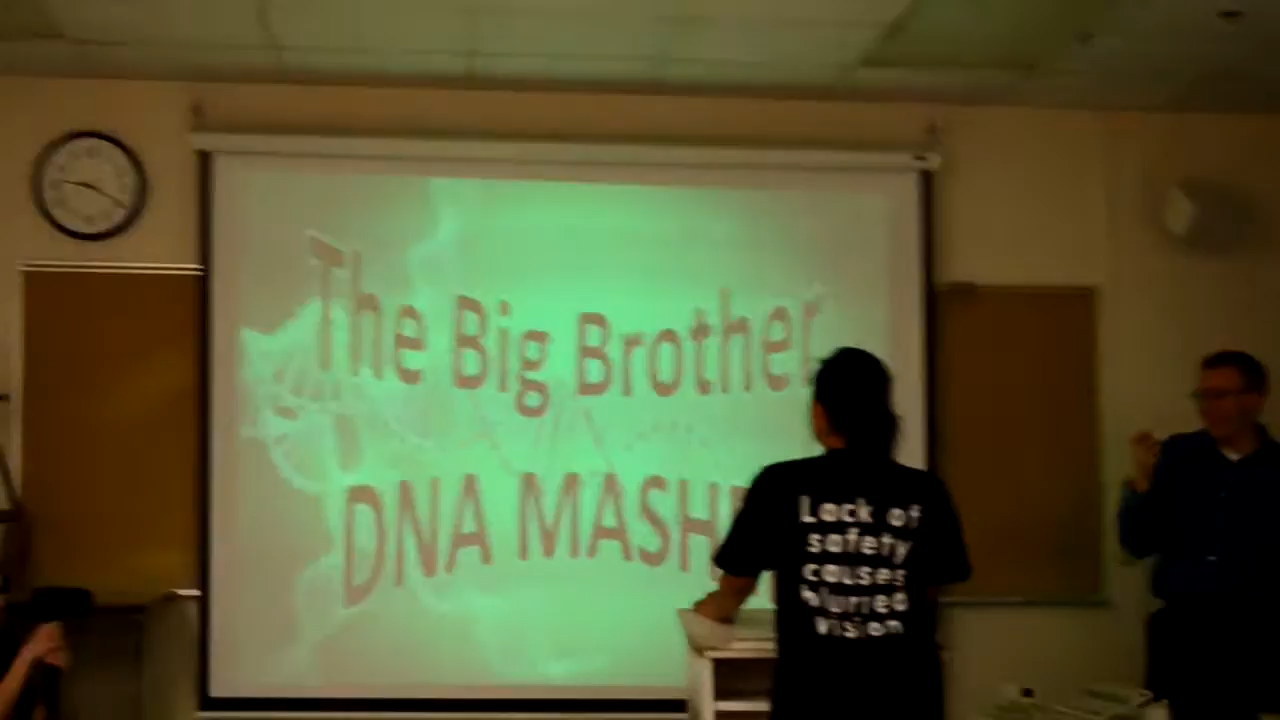 The Big Brother
DNA MASH
Lack of
safety
causes
blurred
vision